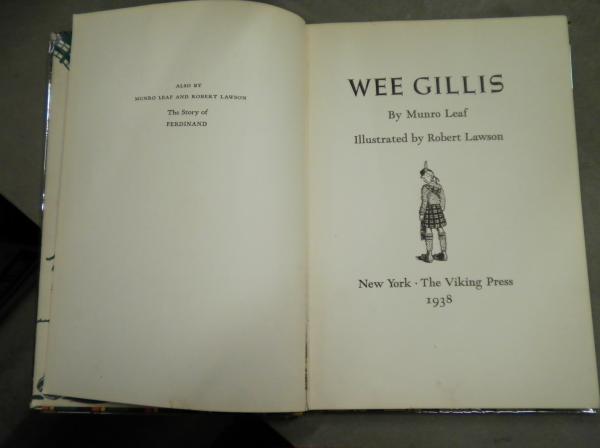 ALSO BY
MUNRO LEAF AND ROBERT LAWSON
The Story of
FERDINAND
WEE GILLIS
By Munro Leaf
Illustrated by Robert Lawson
New York · The Viking Press
1938